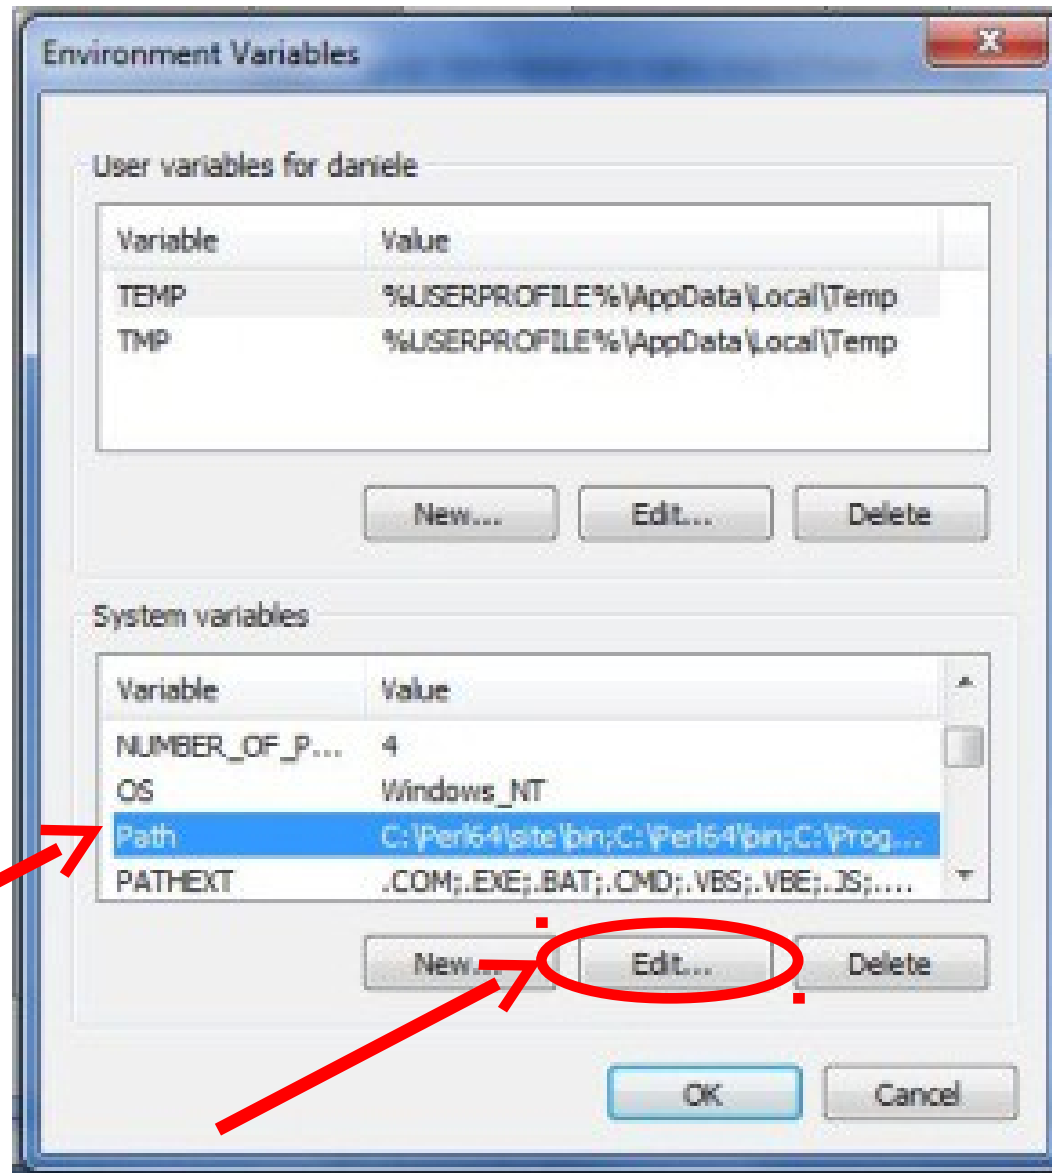 Environment Variables
x
User variables for daniele
Variable Value
TEMP %USERPROFILE%\AppData\Local\Temp
TMP %USERPROFILE%\AppData\Local\Temp
New... Edit... Delete
System variables
Variable Value
NUMBER_OF_P... 4
OS Windows_NT
Path C:\Perl64\site\bin;C:\Perl64\bin;C:\Prog...
PATHEXT .COM;.EXE;.BAT;.CMD;.VBS;.VBE;.JS;....
New... Edit... Delete
OK Cancel